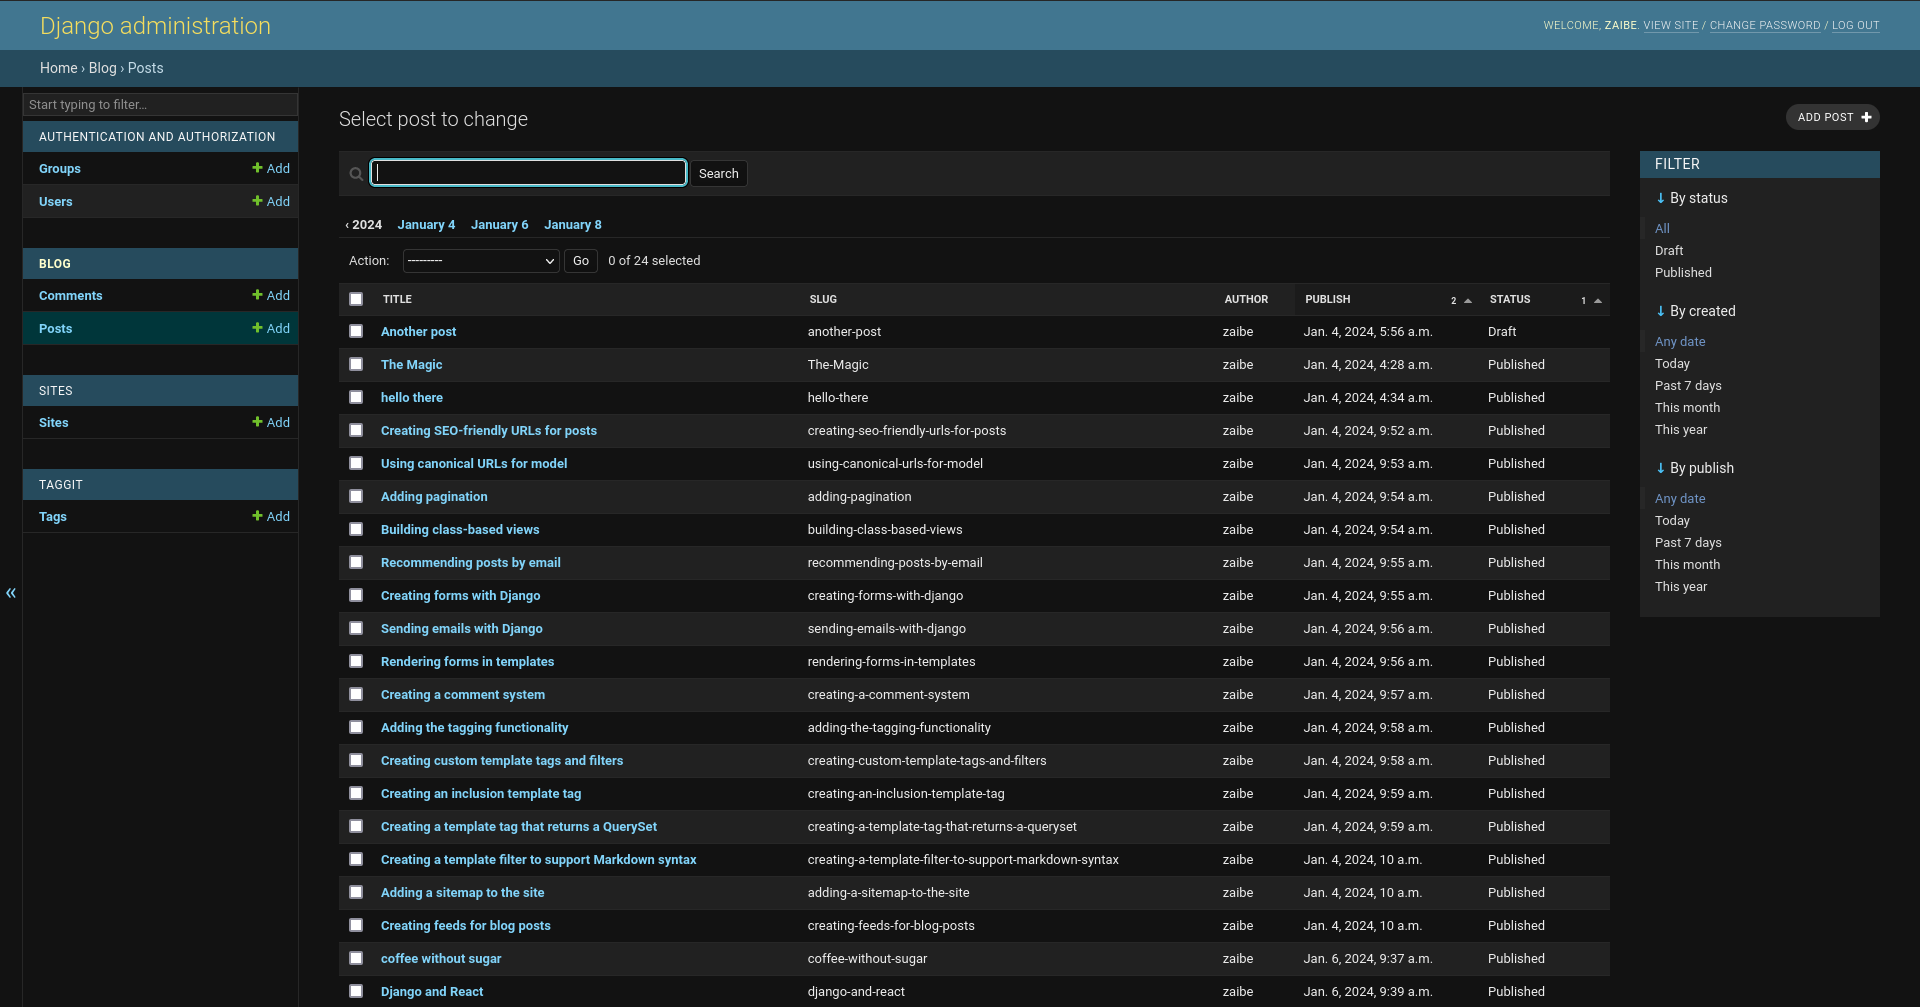 Django administration
WELCOME, ZAIBE. VIEW SITE / CHANGE PASSWORD / LOG OUT
Home › Blog › Posts
Start typing to filter…
AUTHENTICATION AND AUTHORIZATION
Groups + Add
Users + Add
BLOG
Comments + Add
Posts + Add
SITES
Sites + Add
TAGGIT
Tags + Add
«
Select post to change
ADD POST +
Search
‹ 2024 January 4 January 6 January 8
Action: --------- Go 0 of 24 selected
TITLE SLUG AUTHOR PUBLISH 2 STATUS 1
Another post another-post zaibe Jan. 4, 2024, 5:56 a.m. Draft
The Magic The-Magic zaibe Jan. 4, 2024, 4:28 a.m. Published
hello there hello-there zaibe Jan. 4, 2024, 4:34 a.m. Published
Creating SEO-friendly URLs for posts creating-seo-friendly-urls-for-posts zaibe Jan. 4, 2024, 9:52 a.m. Published
Using canonical URLs for model using-canonical-urls-for-model zaibe Jan. 4, 2024, 9:53 a.m. Published
Adding pagination adding-pagination zaibe Jan. 4, 2024, 9:54 a.m. Published
Building class-based views building-class-based-views zaibe Jan. 4, 2024, 9:54 a.m. Published
Recommending posts by email recommending-posts-by-email zaibe Jan. 4, 2024, 9:55 a.m. Published
Creating forms with Django creating-forms-with-django zaibe Jan. 4, 2024, 9:55 a.m. Published
Sending emails with Django sending-emails-with-django zaibe Jan. 4, 2024, 9:56 a.m. Published
Rendering forms in templates rendering-forms-in-templates zaibe Jan. 4, 2024, 9:56 a.m. Published
Creating a comment system creating-a-comment-system zaibe Jan. 4, 2024, 9:57 a.m. Published
Adding the tagging functionality adding-the-tagging-functionality zaibe Jan. 4, 2024, 9:58 a.m. Published
Creating custom template tags and filters creating-custom-template-tags-and-filters zaibe Jan. 4, 2024, 9:58 a.m. Published
Creating an inclusion template tag creating-an-inclusion-template-tag zaibe Jan. 4, 2024, 9:59 a.m. Published
Creating a template tag that returns a QuerySet creating-a-template-tag-that-returns-a-queryset zaibe Jan. 4, 2024, 9:59 a.m. Published
Creating a template filter to support Markdown syntax creating-a-template-filter-to-support-markdown-syntax zaibe Jan. 4, 2024, 10 a.m. Published
Adding a sitemap to the site adding-a-sitemap-to-the-site zaibe Jan. 4, 2024, 10 a.m. Published
Creating feeds for blog posts creating-feeds-for-blog-posts zaibe Jan. 4, 2024, 10 a.m. Published
coffee without sugar coffee-without-sugar zaibe Jan. 6, 2024, 9:37 a.m. Published
Django and React django-and-react zaibe Jan. 6, 2024, 9:39 a.m. Published
FILTER
↓ By status
All
Draft
Published
↓ By created
Any date
Today
Past 7 days
This month
This year
↓ By publish
Any date
Today
Past 7 days
This month
This year